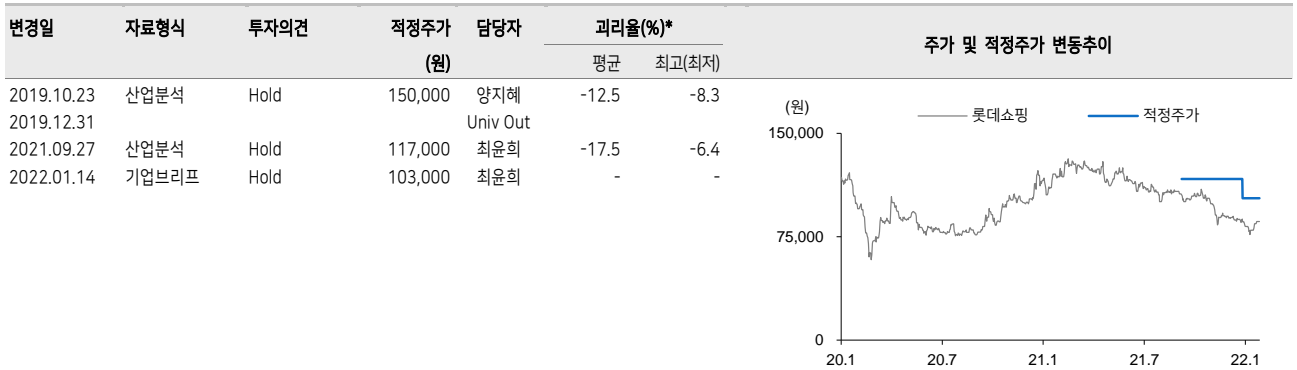 변경일 자료형식 투자의견 적정주가 담당자 괴리율(%)* 주가 및 적정주가 변동추이
(원) 평균 최고(최저)
2019.10.23 산업분석 Hold 150,000 양지혜 -12.5 -8.3
2019.12.31 Univ Out
2021.09.27 산업분석 Hold 117,000 최윤희 -17.5 -6.4
2022.01.14 기업브리프 Hold 103,000 최윤희 - -
(원) 롯데쇼핑 적정주가
150,000
75,000
0
20.1 20.7 21.1 21.7 22.1